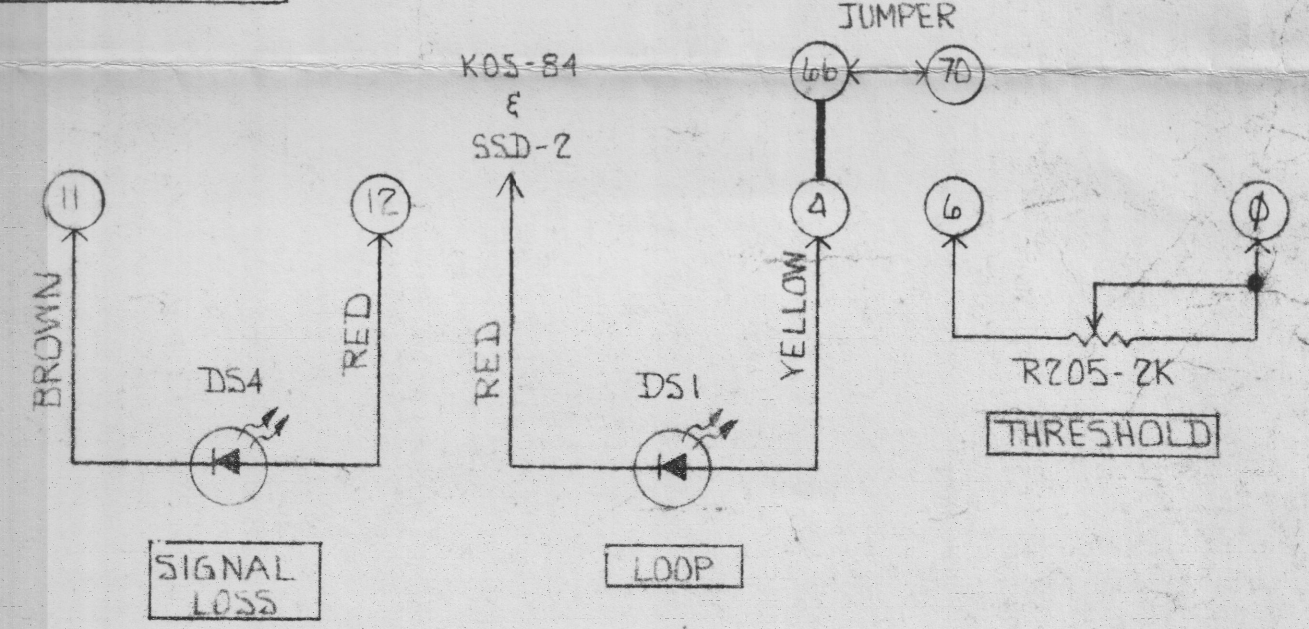 JUMPER
KOS-84
&
SSD-2
66
70
11
12
4
6
φ
BROWN
RED
RED
YELLOW
DS4
DS1
R205-2K
THRESHOLD
SIGNAL
LOSS
LOOP